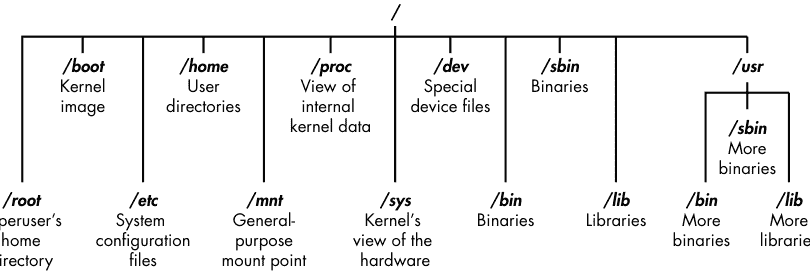 /
/boot
Kernel
image
/home
User
directories
/proc
View of
internal
kernel data
/dev
Special
device files
/sbin
Binaries
/usr
/sbin
More
binaries
/root
peruser's
home
irectory
/etc
System
configuration
files
/mnt
General-
purpose
mount point
/sys
Kernel's
view of the
hardware
/bin
Binaries
/lib
Libraries
/bin
More
binaries
/lib
More
librarie